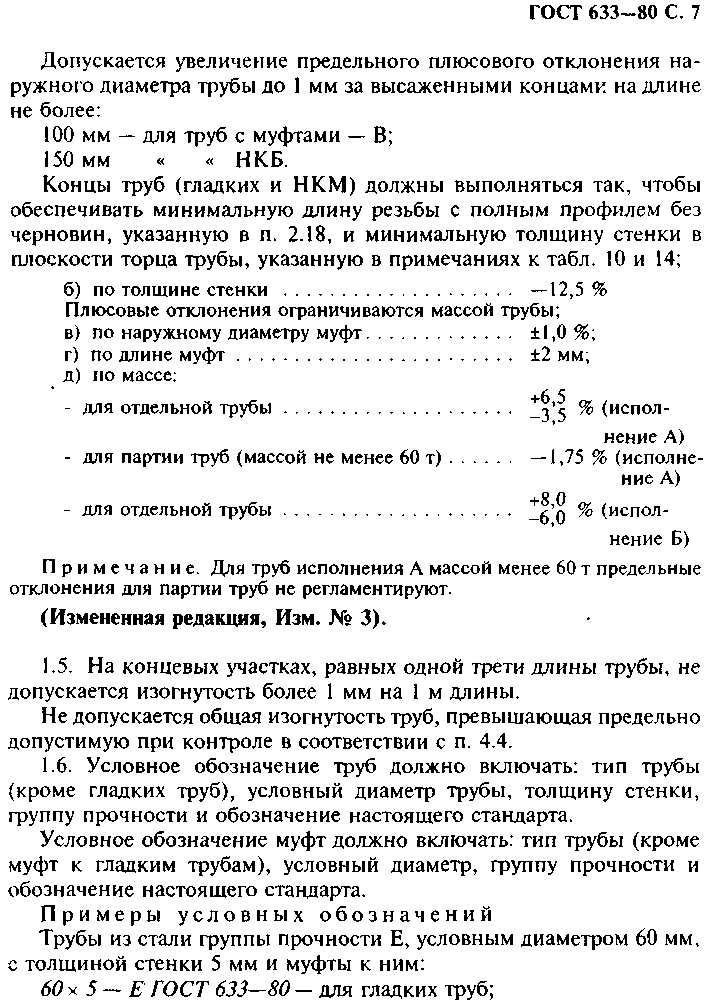 ГОСТ 633—80 С. 7
Допускается увеличение предельного плюсового отклонения на-
ружного диаметра трубы до 1 мм за высаженными концами на длине
не более:
100 мм — для труб с муфтами — В;
150 мм « « НКБ.
Концы труб (гладких и НКМ) должны выполняться так, чтобы
обеспечивать минимальную длину резьбы с полным профилем без
черновин, указанную в п. 2.18, и минимальную толщину стенки в
плоскости торца трубы, указанную в примечаниях к табл. 10 и 14;
б) по толщине стенки . . . . . . . . . . . . . . . . . . . . . —12,5 %
Плюсовые отклонения ограничиваются массой трубы;
в) по наружному диаметру муфт . . . . . . . . . . . . . ±1,0 %;
г) по длине муфт . . . . . . . . . . . . . . . . . . . . . . . . ±2 мм;
д) по массе:
- для отдельной трубы . . . . . . . . . . . . . . . . . . . . . +6,5 −3,5 % (испол-
нение А)
- для партии труб (массой не менее 60 т) . . . . . . —1,75 % (исполне-
ние А)
- для отдельной трубы . . . . . . . . . . . . . . . . . . . . . +8,0 −6,0 % (испол-
нение Б)
Примечание. Для труб исполнения А массой менее 60 т предельные
отклонения для партии труб не регламентируют.
(Измененная редакция, Изм. № 3).
1.5. На концевых участках, равных одной трети длины трубы, не
допускается изогнутость более 1 мм на 1 м длины.
Не допускается общая изогнутость труб, превышающая предельно
допустимую при контроле в соответствии с п. 4.4.
1.6. Условное обозначение труб должно включать: тип трубы
(кроме гладких труб), условный диаметр трубы, толщину стенки,
группу прочности и обозначение настоящего стандарта.
Условное обозначение муфт должно включать: тип трубы (кроме
муфт к гладким трубам), условный диаметр, группу прочности и
обозначение настоящего стандарта.
Примеры условных обозначений
Трубы из стали группы прочности Е, условным диаметром 60 мм,
с толщиной стенки 5 мм и муфты к ним:
60 × 5 — Е ГОСТ 633—80 — для гладких труб;